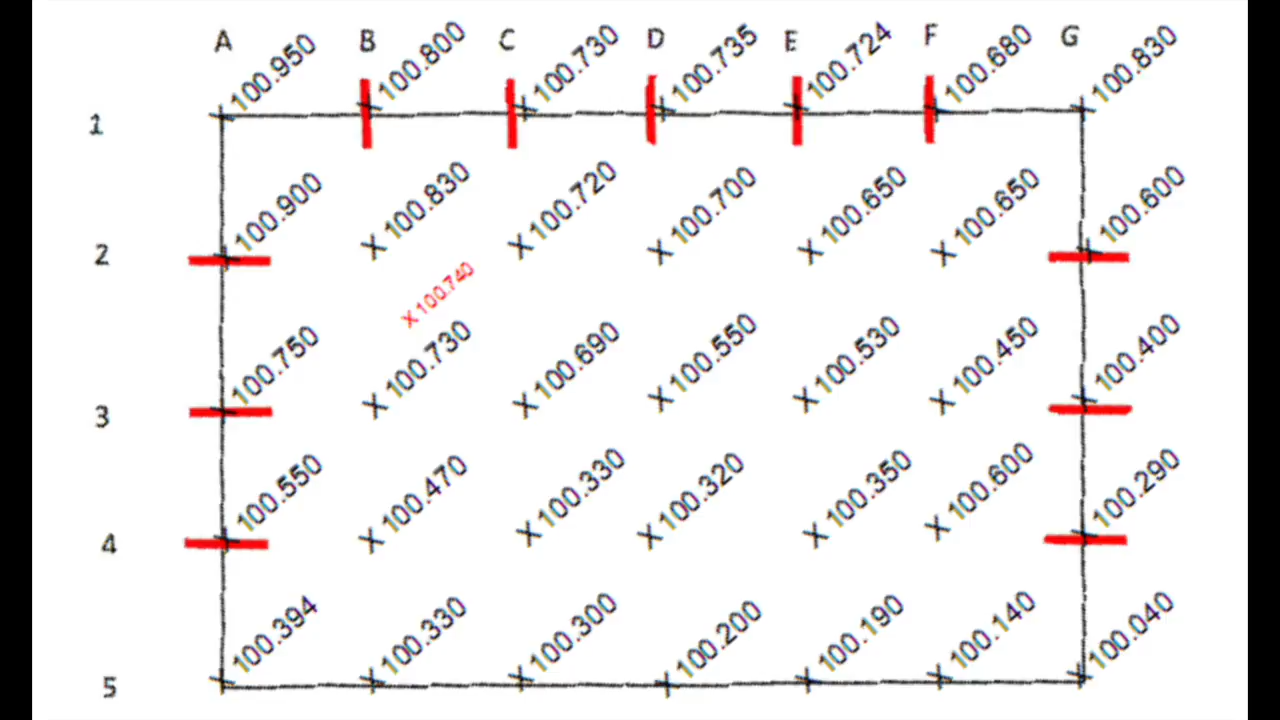 A B C D E F G
1 100.950 100.800 100.730 100.735 100.724 100.680 100.830
2 100.900 X 100.830 X 100.720 X 100.700 X 100.650 X 100.650 100.600
X 100.740
3 100.750 X 100.730 X 100.690 X 100.550 X 100.530 X 100.450 100.400
4 100.550 X 100.470 X 100.330 X 100.320 X 100.350 X 100.600 100.290
5 100.394 100.330 100.300 100.200 100.190 100.140 100.040